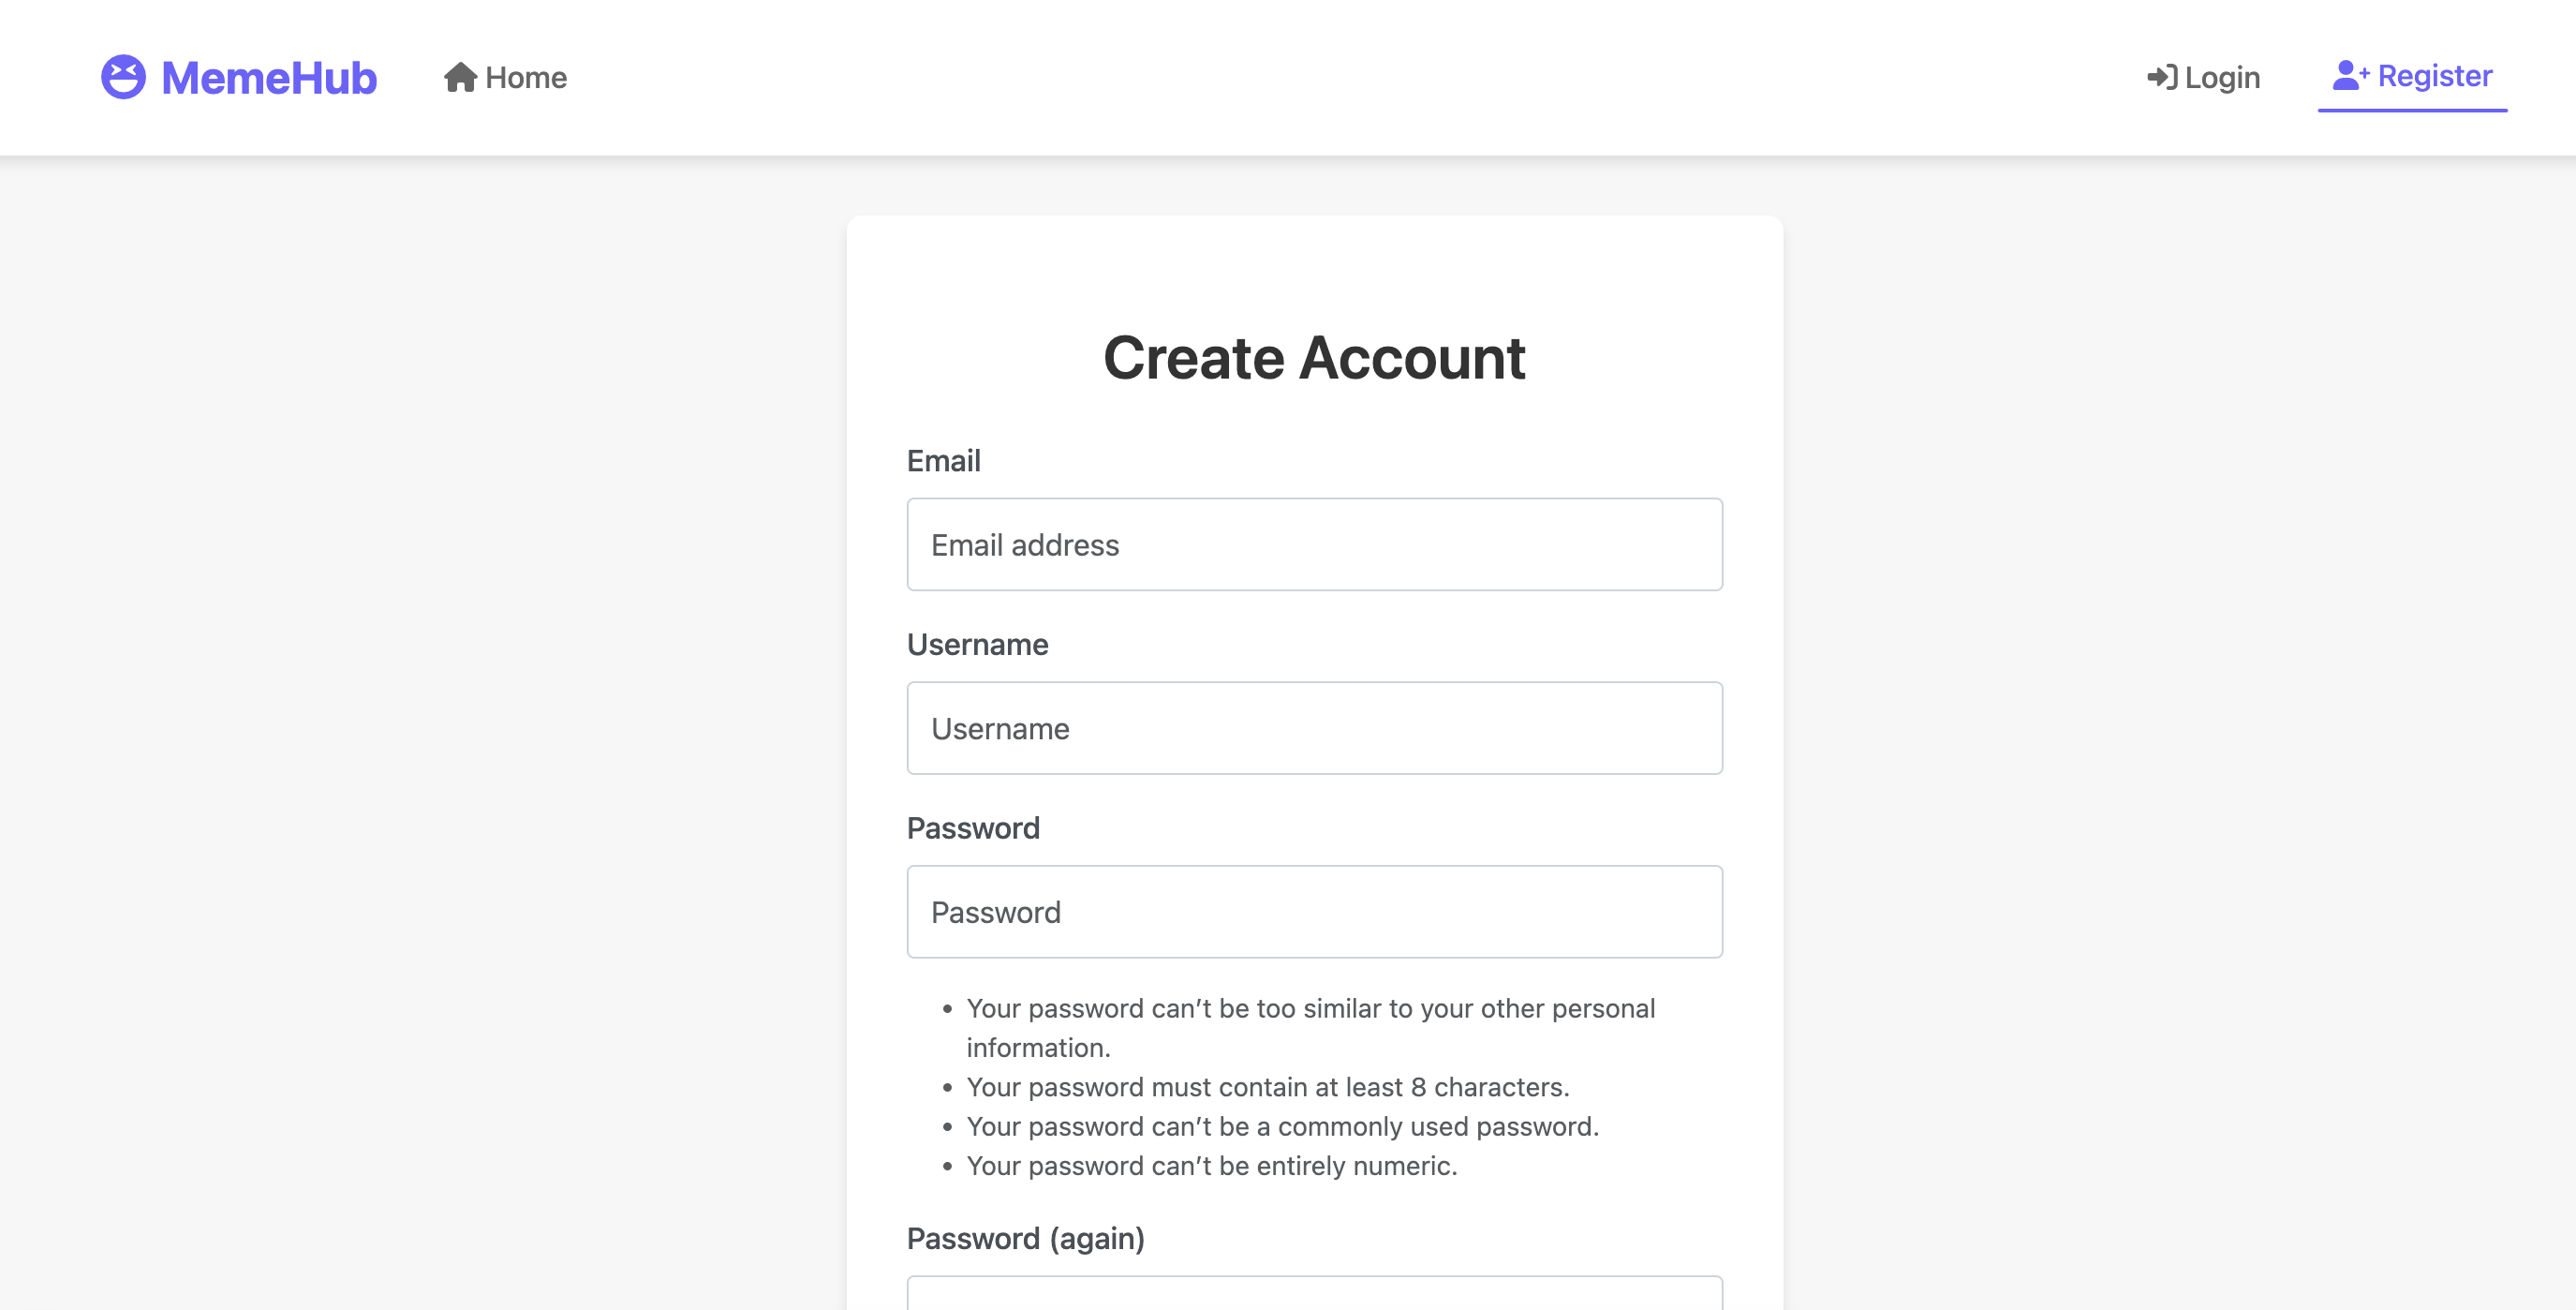 MemeHub
Home
Login
Register
Create Account
Email
Email address
Username
Username
Password
Password
Your password can’t be too similar to your other personal
information.
Your password must contain at least 8 characters.
Your password can’t be a commonly used password.
Your password can’t be entirely numeric.
Password (again)